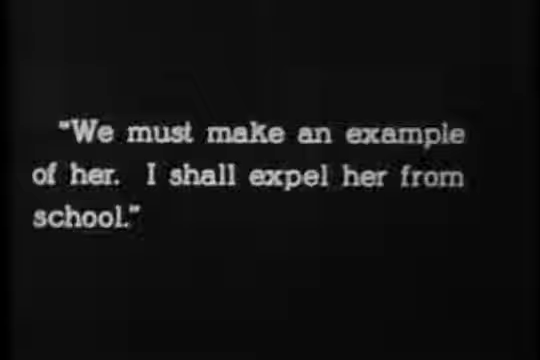 "We must make an example
of her. I shall expel her from
school."